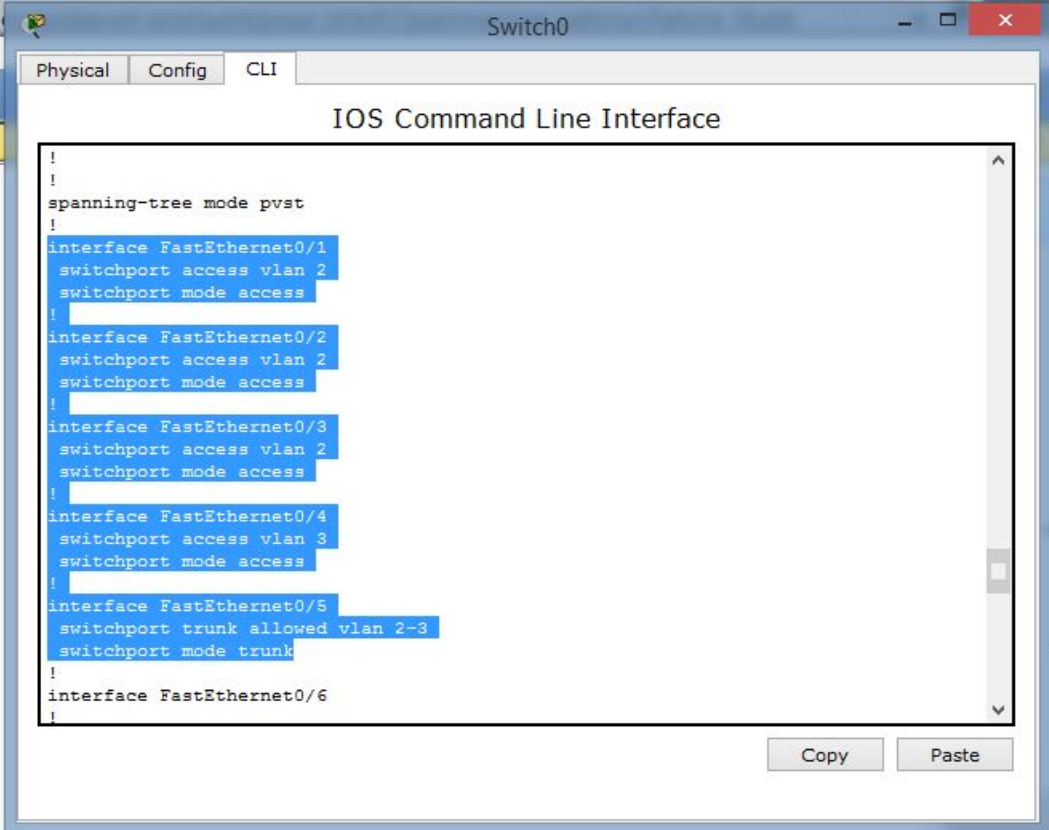 Switch0
Physical Config CLI
IOS Command Line Interface
!
!
spanning-tree mode pvst
!
interface FastEthernet0/1
 switchport access vlan 2
 switchport mode access
!
interface FastEthernet0/2
 switchport access vlan 2
 switchport mode access
!
interface FastEthernet0/3
 switchport access vlan 2
 switchport mode access
!
interface FastEthernet0/4
 switchport access vlan 3
 switchport mode access
!
interface FastEthernet0/5
 switchport trunk allowed vlan 2-3
 switchport mode trunk
!
interface FastEthernet0/6
!
Copy Paste